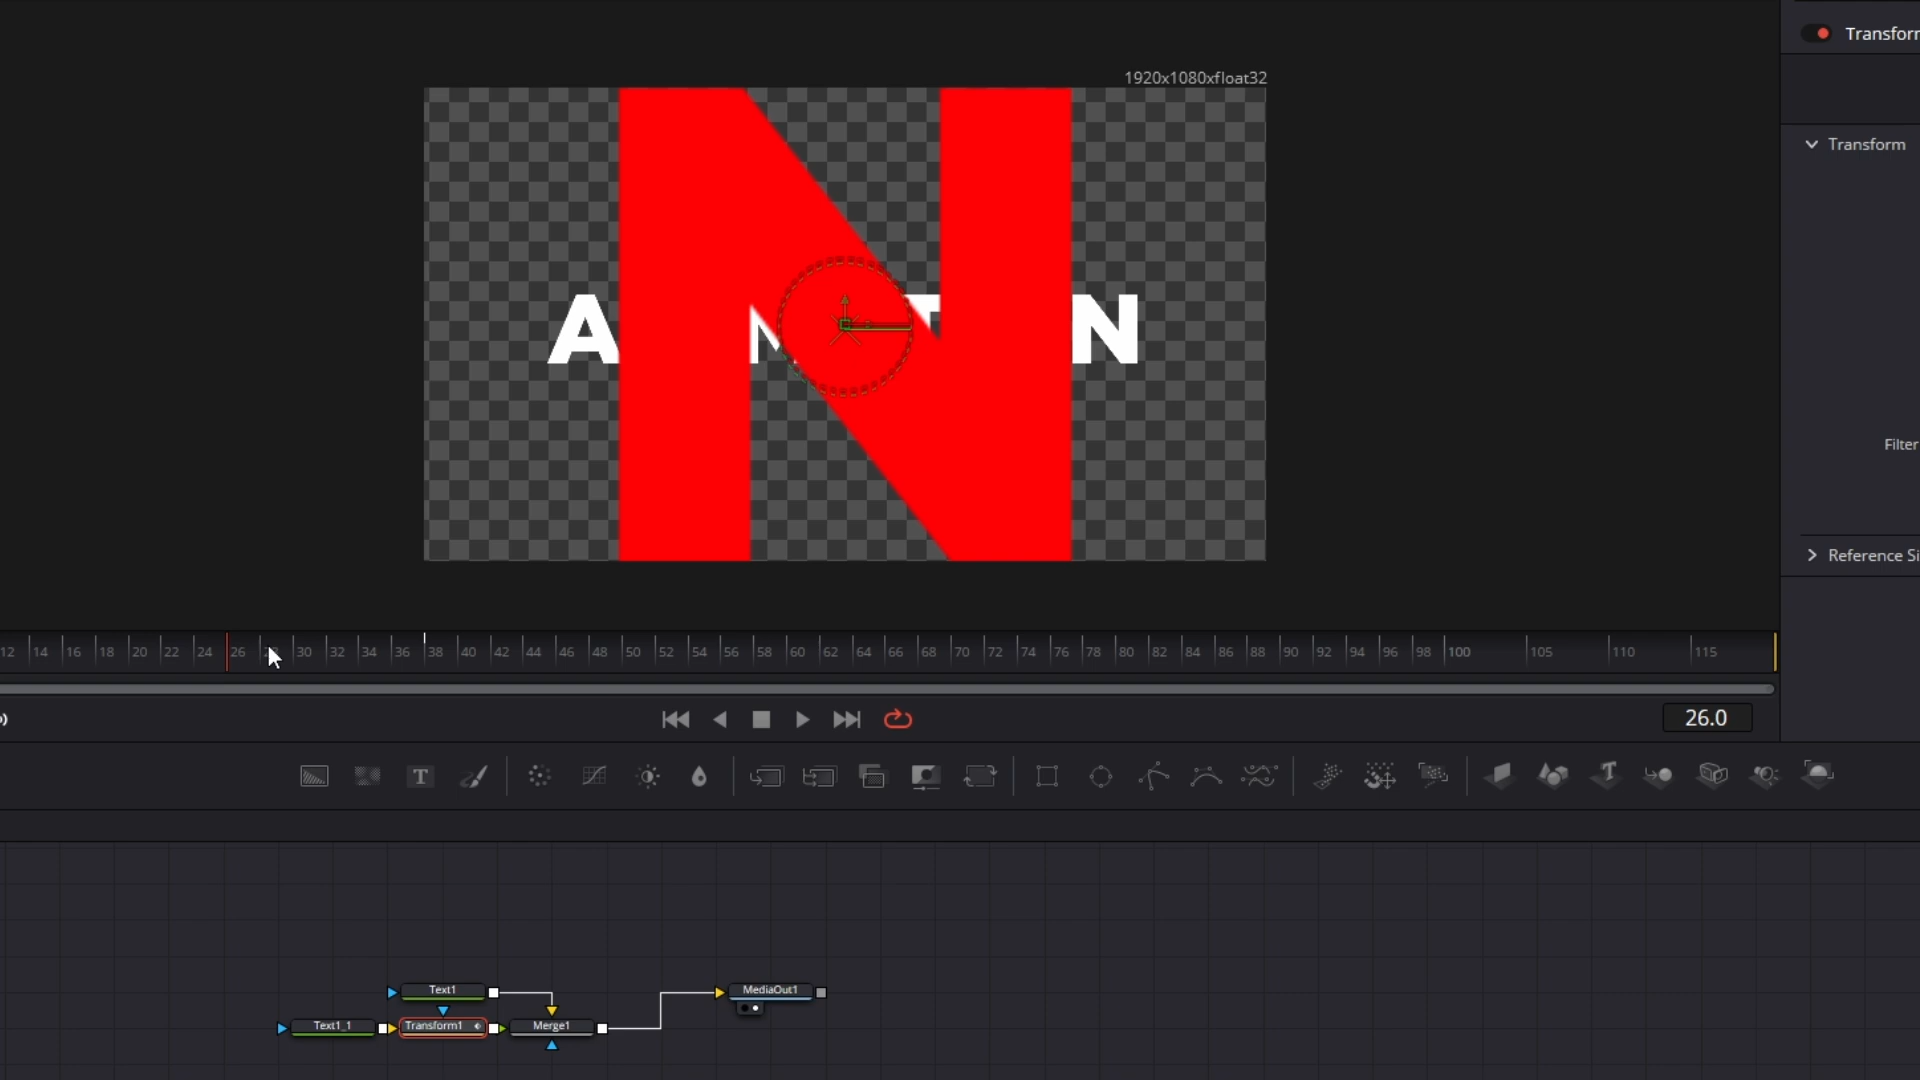 Transform
1920x1080xfloat32
Transform
N
A N
Filter
Reference Si
12 14 16 18 20 22 24 26 30 32 34 36 38 40 42 44 46 48 50 52 54 56 58 60 62 64 66 68 70 72 74 76 78 80 82 84 86 88 90 92 94 96 98 100 105 110 115
26.0
T
Text1
MediaOut1
Text1_1
Transform1
Merge1